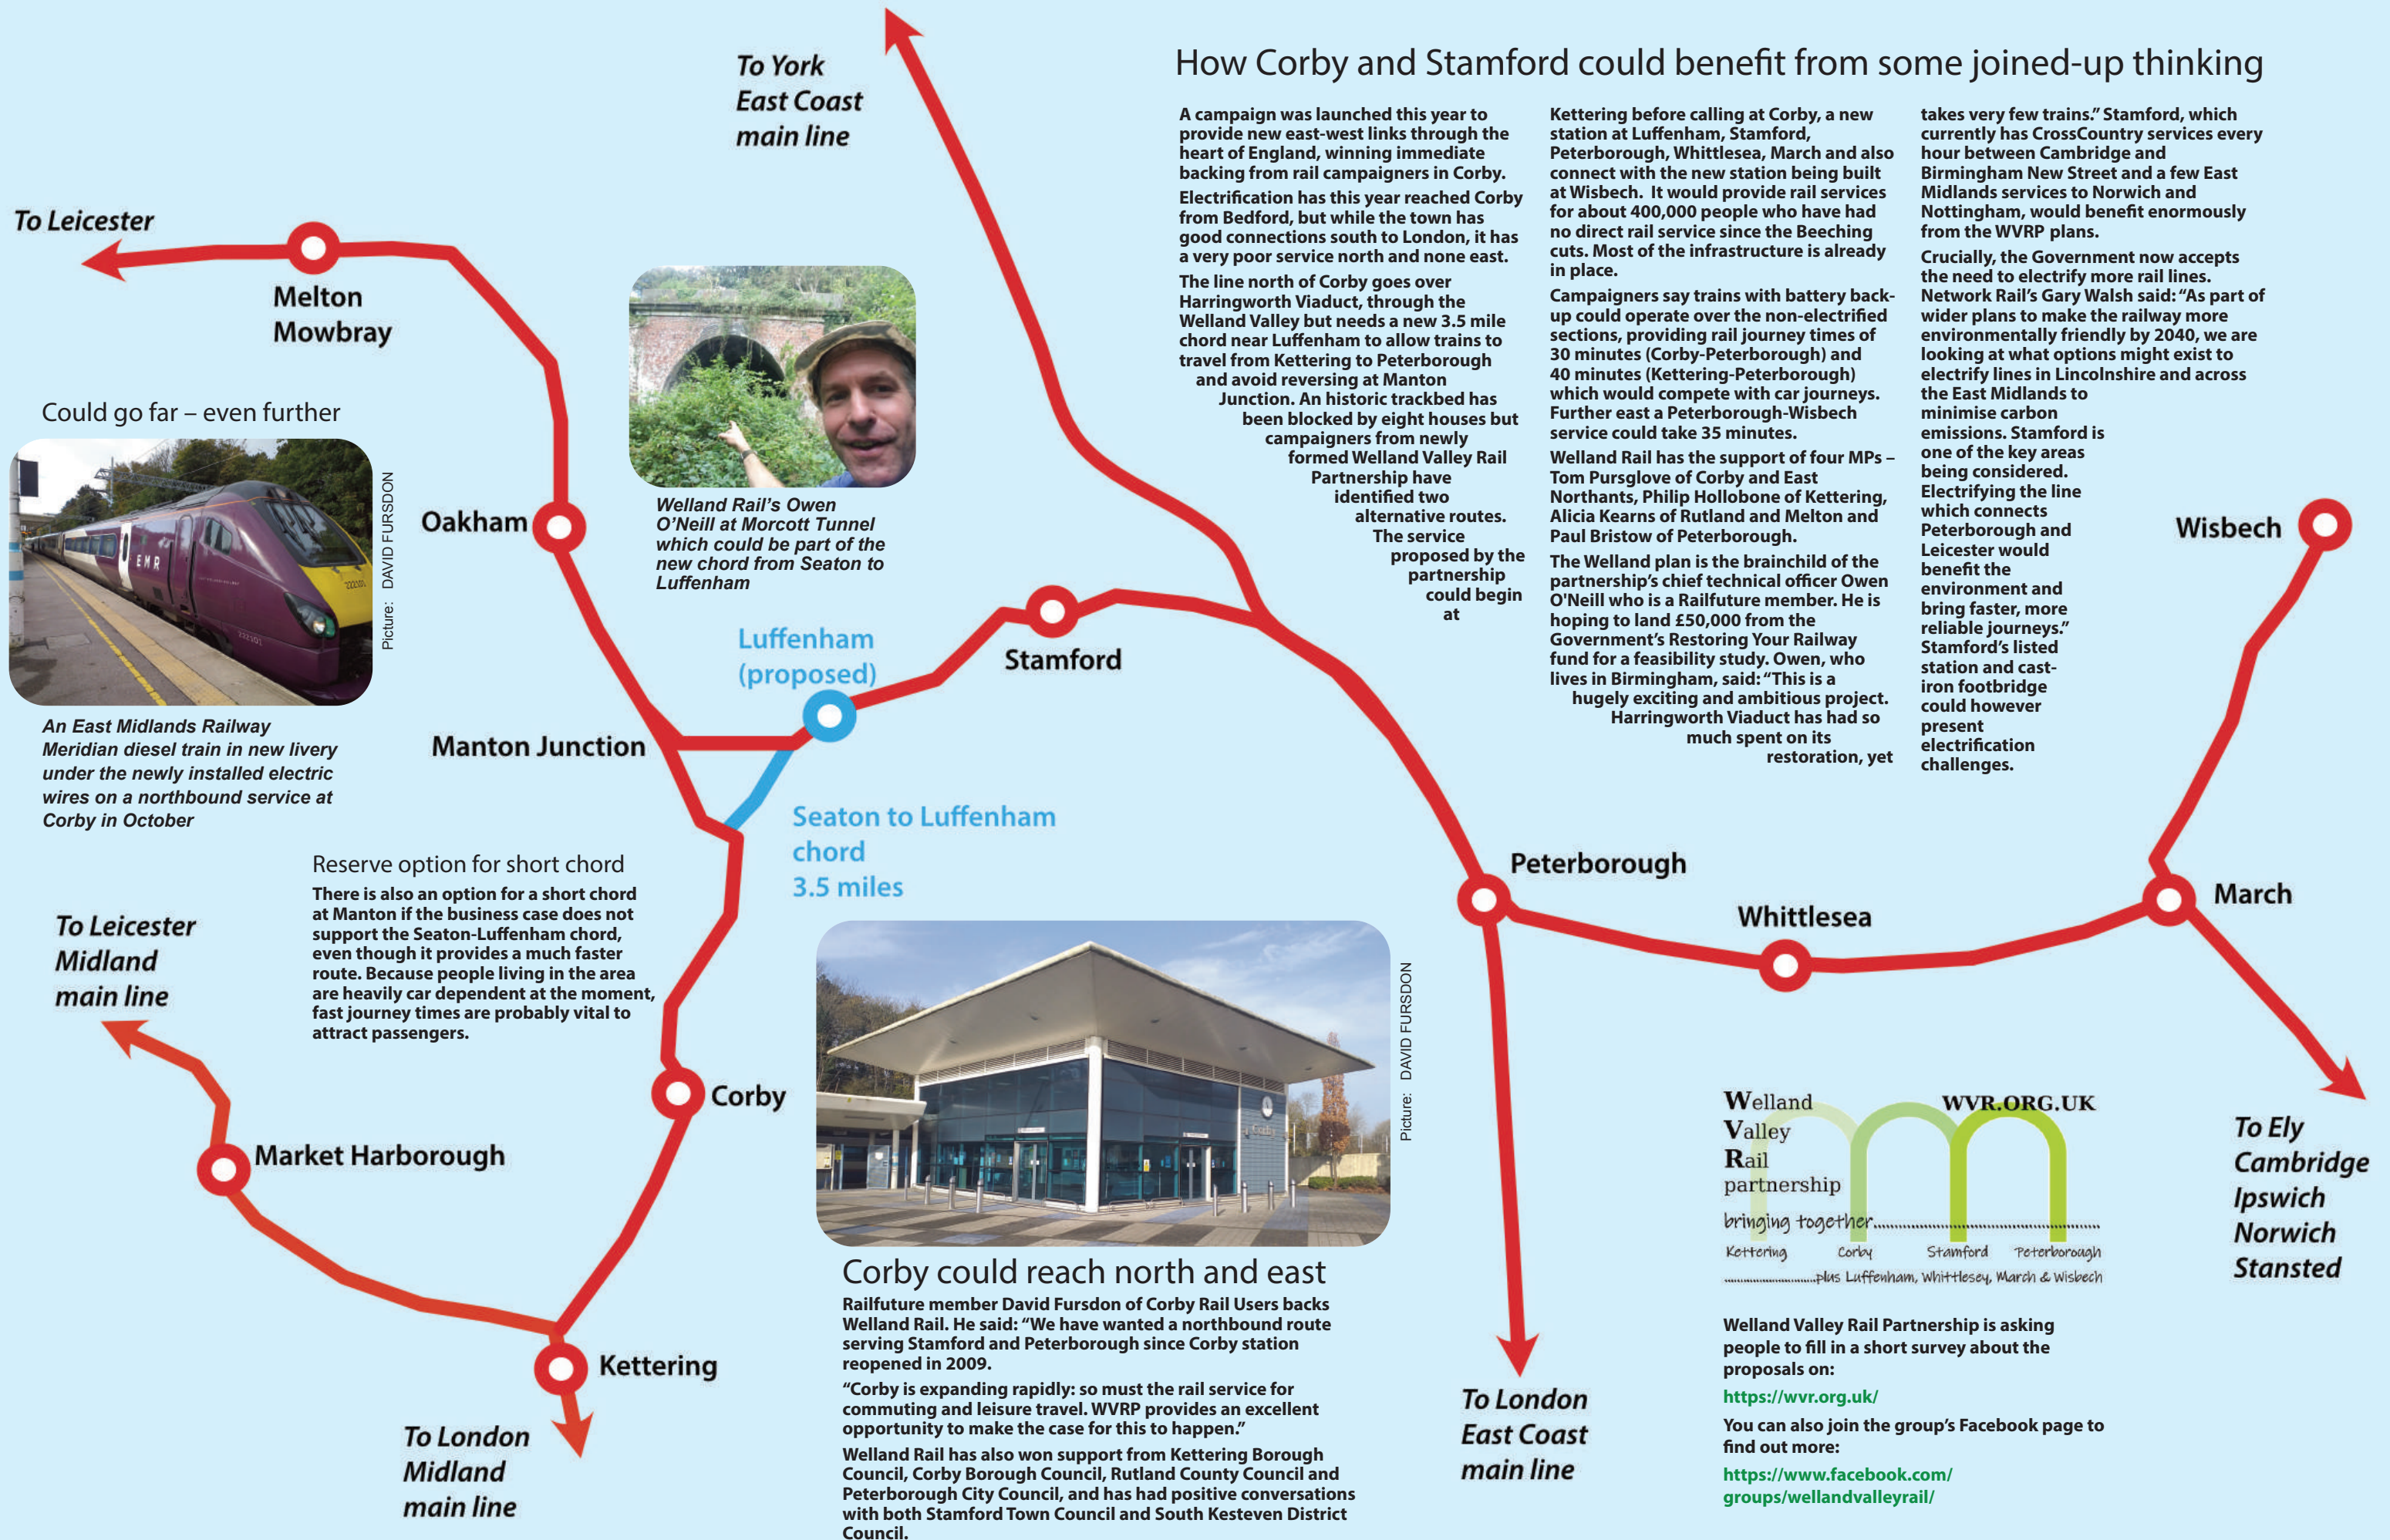 How Corby and Stamford could benefit from some joined-up thinking
A campaign was launched this year to
provide new east-west links through the
heart of England, winning immediate
backing from rail campaigners in Corby.
Electrification has this year reached Corby
from Bedford, but while the town has
good connections south to London, it has
a very poor service north and none east.
The line north of Corby goes over
Harringworth Viaduct, through the
Welland Valley but needs a new 3.5 mile
chord near Luffenham to allow trains to
travel from Kettering to Peterborough
and avoid reversing at Manton
Junction. An historic trackbed has
been blocked by eight houses but
campaigners from newly
formed Welland Valley Rail
Partnership have
identified two
alternative routes.
The service
proposed by the
partnership
could begin
at
Kettering before calling at Corby, a new
station at Luffenham, Stamford,
Peterborough, Whittlesea, March and also
connect with the new station being built
at Wisbech. It would provide rail services
for about 400,000 people who have had
no direct rail service since the Beeching
cuts. Most of the infrastructure is already
in place.
Campaigners say trains with battery back-
up could operate over the non-electrified
sections, providing rail journey times of
30 minutes (Corby-Peterborough) and
40 minutes (Kettering-Peterborough)
which would compete with car journeys.
Further east a Peterborough-Wisbech
service could take 35 minutes.
Welland Rail has the support of four MPs –
Tom Pursglove of Corby and East
Northants, Philip Hollobone of Kettering,
Alicia Kearns of Rutland and Melton and
Paul Bristow of Peterborough.
The Welland plan is the brainchild of the
partnership's chief technical officer Owen
O'Neill who is a Railfuture member. He is
hoping to land £50,000 from the
Government's Restoring Your Railway
fund for a feasibility study. Owen, who
lives in Birmingham, said: “This is a
hugely exciting and ambitious project.
Harringworth Viaduct has had so
much spent on its
restoration, yet
takes very few trains.” Stamford, which
currently has CrossCountry services every
hour between Cambridge and
Birmingham New Street and a few East
Midlands services to Norwich and
Nottingham, would benefit enormously
from the WVRP plans.
Crucially, the Government now accepts
the need to electrify more rail lines.
Network Rail's Gary Walsh said: “As part of
wider plans to make the railway more
environmentally friendly by 2040, we are
looking at what options might exist to
electrify lines in Lincolnshire and across
the East Midlands to
minimise carbon
emissions. Stamford is
one of the key areas
being considered.
Electrifying the line
which connects
Peterborough and
Leicester would
benefit the
environment and
bring faster, more
reliable journeys.”
Stamford's listed
station and cast-
iron footbridge
could however
present
electrification
challenges.
To York
East Coast
main line
To Leicester
Melton
Mowbray
Could go far – even further
EMR
222101
222101
Picture: DAVID FURSDON
An East Midlands Railway
Meridian diesel train in new livery
under the newly installed electric
wires on a northbound service at
Corby in October
Oakham
Welland Rail's Owen
O'Neill at Morcott Tunnel
which could be part of the
new chord from Seaton to
Luffenham
Luffenham
(proposed)
Stamford
Manton Junction
Seaton to Luffenham
chord
3.5 miles
Wisbech
Peterborough
Whittlesea
March
Reserve option for short chord
There is also an option for a short chord
at Manton if the business case does not
support the Seaton-Luffenham chord,
even though it provides a much faster
route. Because people living in the area
are heavily car dependent at the moment,
fast journey times are probably vital to
attract passengers.
To Leicester
Midland
main line
Market Harborough
Corby
Kettering
To London
Midland
main line
Picture: DAVID FURSDON
Corby could reach north and east
Railfuture member David Fursdon of Corby Rail Users backs
Welland Rail. He said: “We have wanted a northbound route
serving Stamford and Peterborough since Corby station
reopened in 2009.
“Corby is expanding rapidly: so must the rail service for
commuting and leisure travel. WVRP provides an excellent
opportunity to make the case for this to happen.”
Welland Rail has also won support from Kettering Borough
Council, Corby Borough Council, Rutland County Council and
Peterborough City Council, and has had positive conversations
with both Stamford Town Council and South Kesteven District
Council.
To London
East Coast
main line
To Ely
Cambridge
Ipswich
Norwich
Stansted
Welland
Valley
Rail
partnership
WVR.ORG.UK
bringing together
Kettering Corby Stamford Peterborough
plus Luffenham, Whittlesey, March & Wisbech
Welland Valley Rail Partnership is asking
people to fill in a short survey about the
proposals on:
https://wvr.org.uk/
You can also join the group's Facebook page to
find out more:
https://www.facebook.com/
groups/wellandvalleyrail/